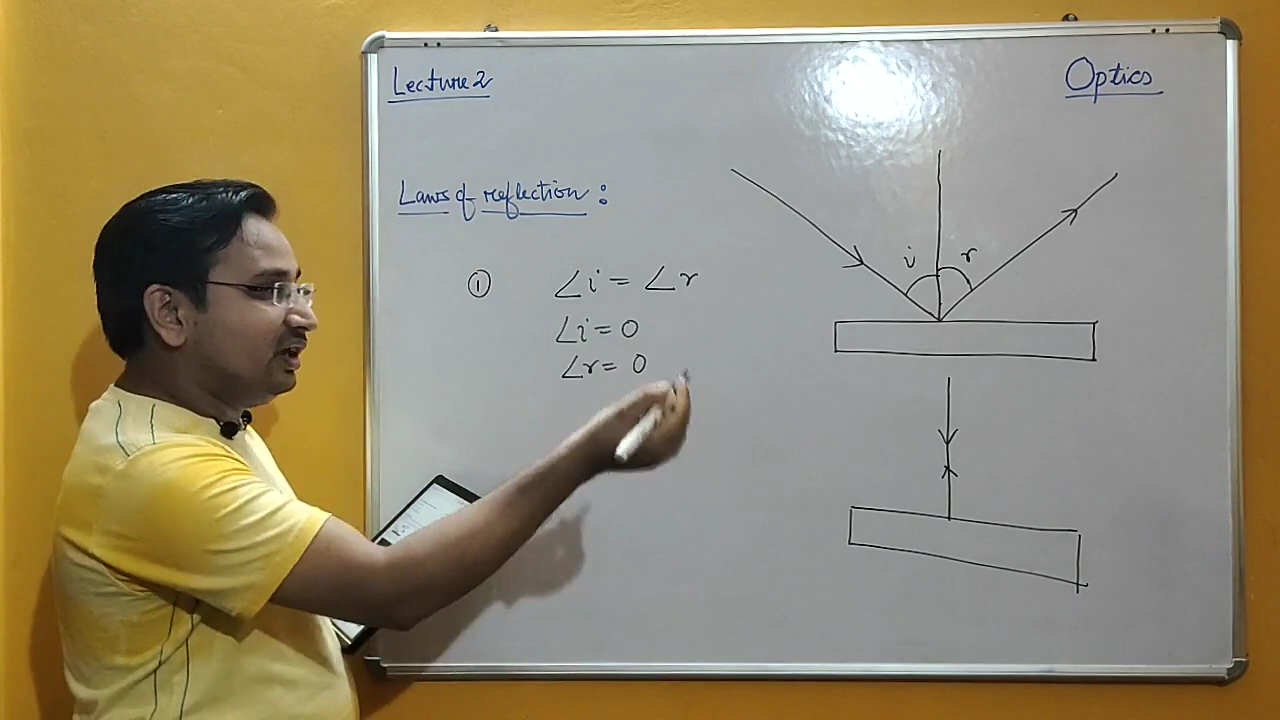 Lecture 2
Optics
Laws of reflection :
① ∠i = ∠r
∠i = 0
∠r = 0
i r